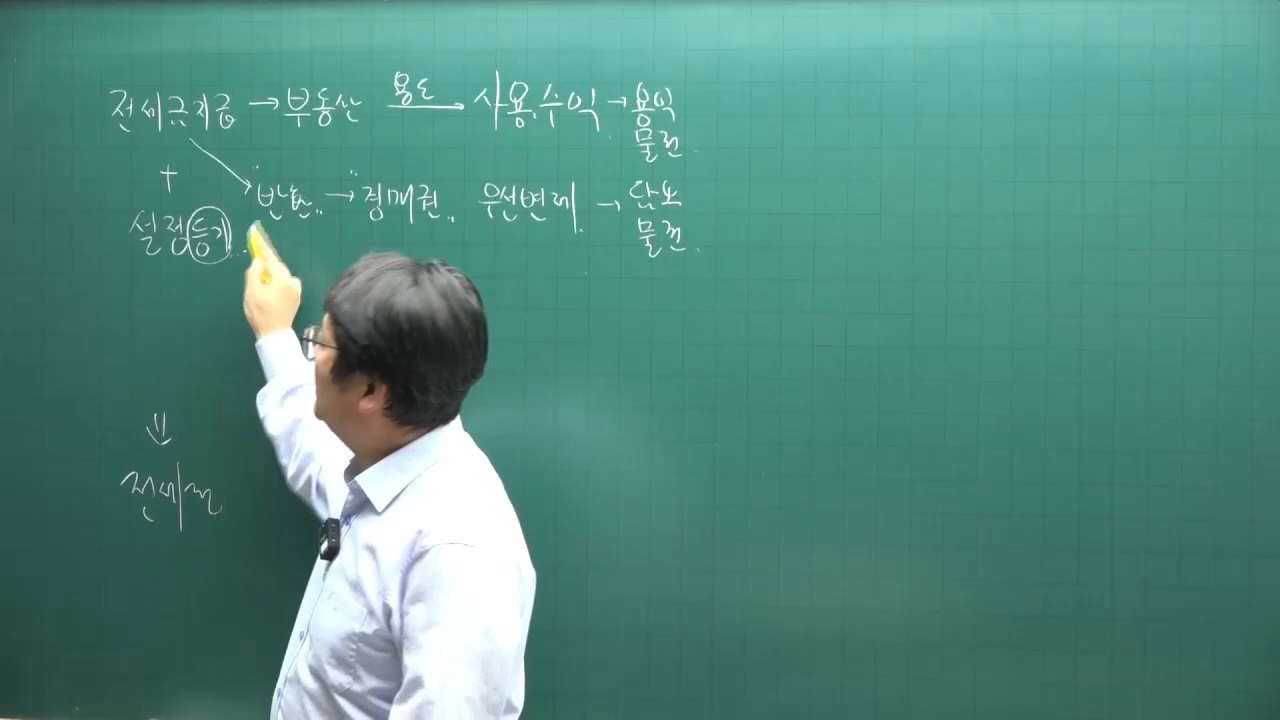 전세금지급 → 부동산 용도 → 사용.수익 → 용익
물권
+ 반환 → 경매권 우선변제 → 담보
설정등기 물권
⇓
전세권